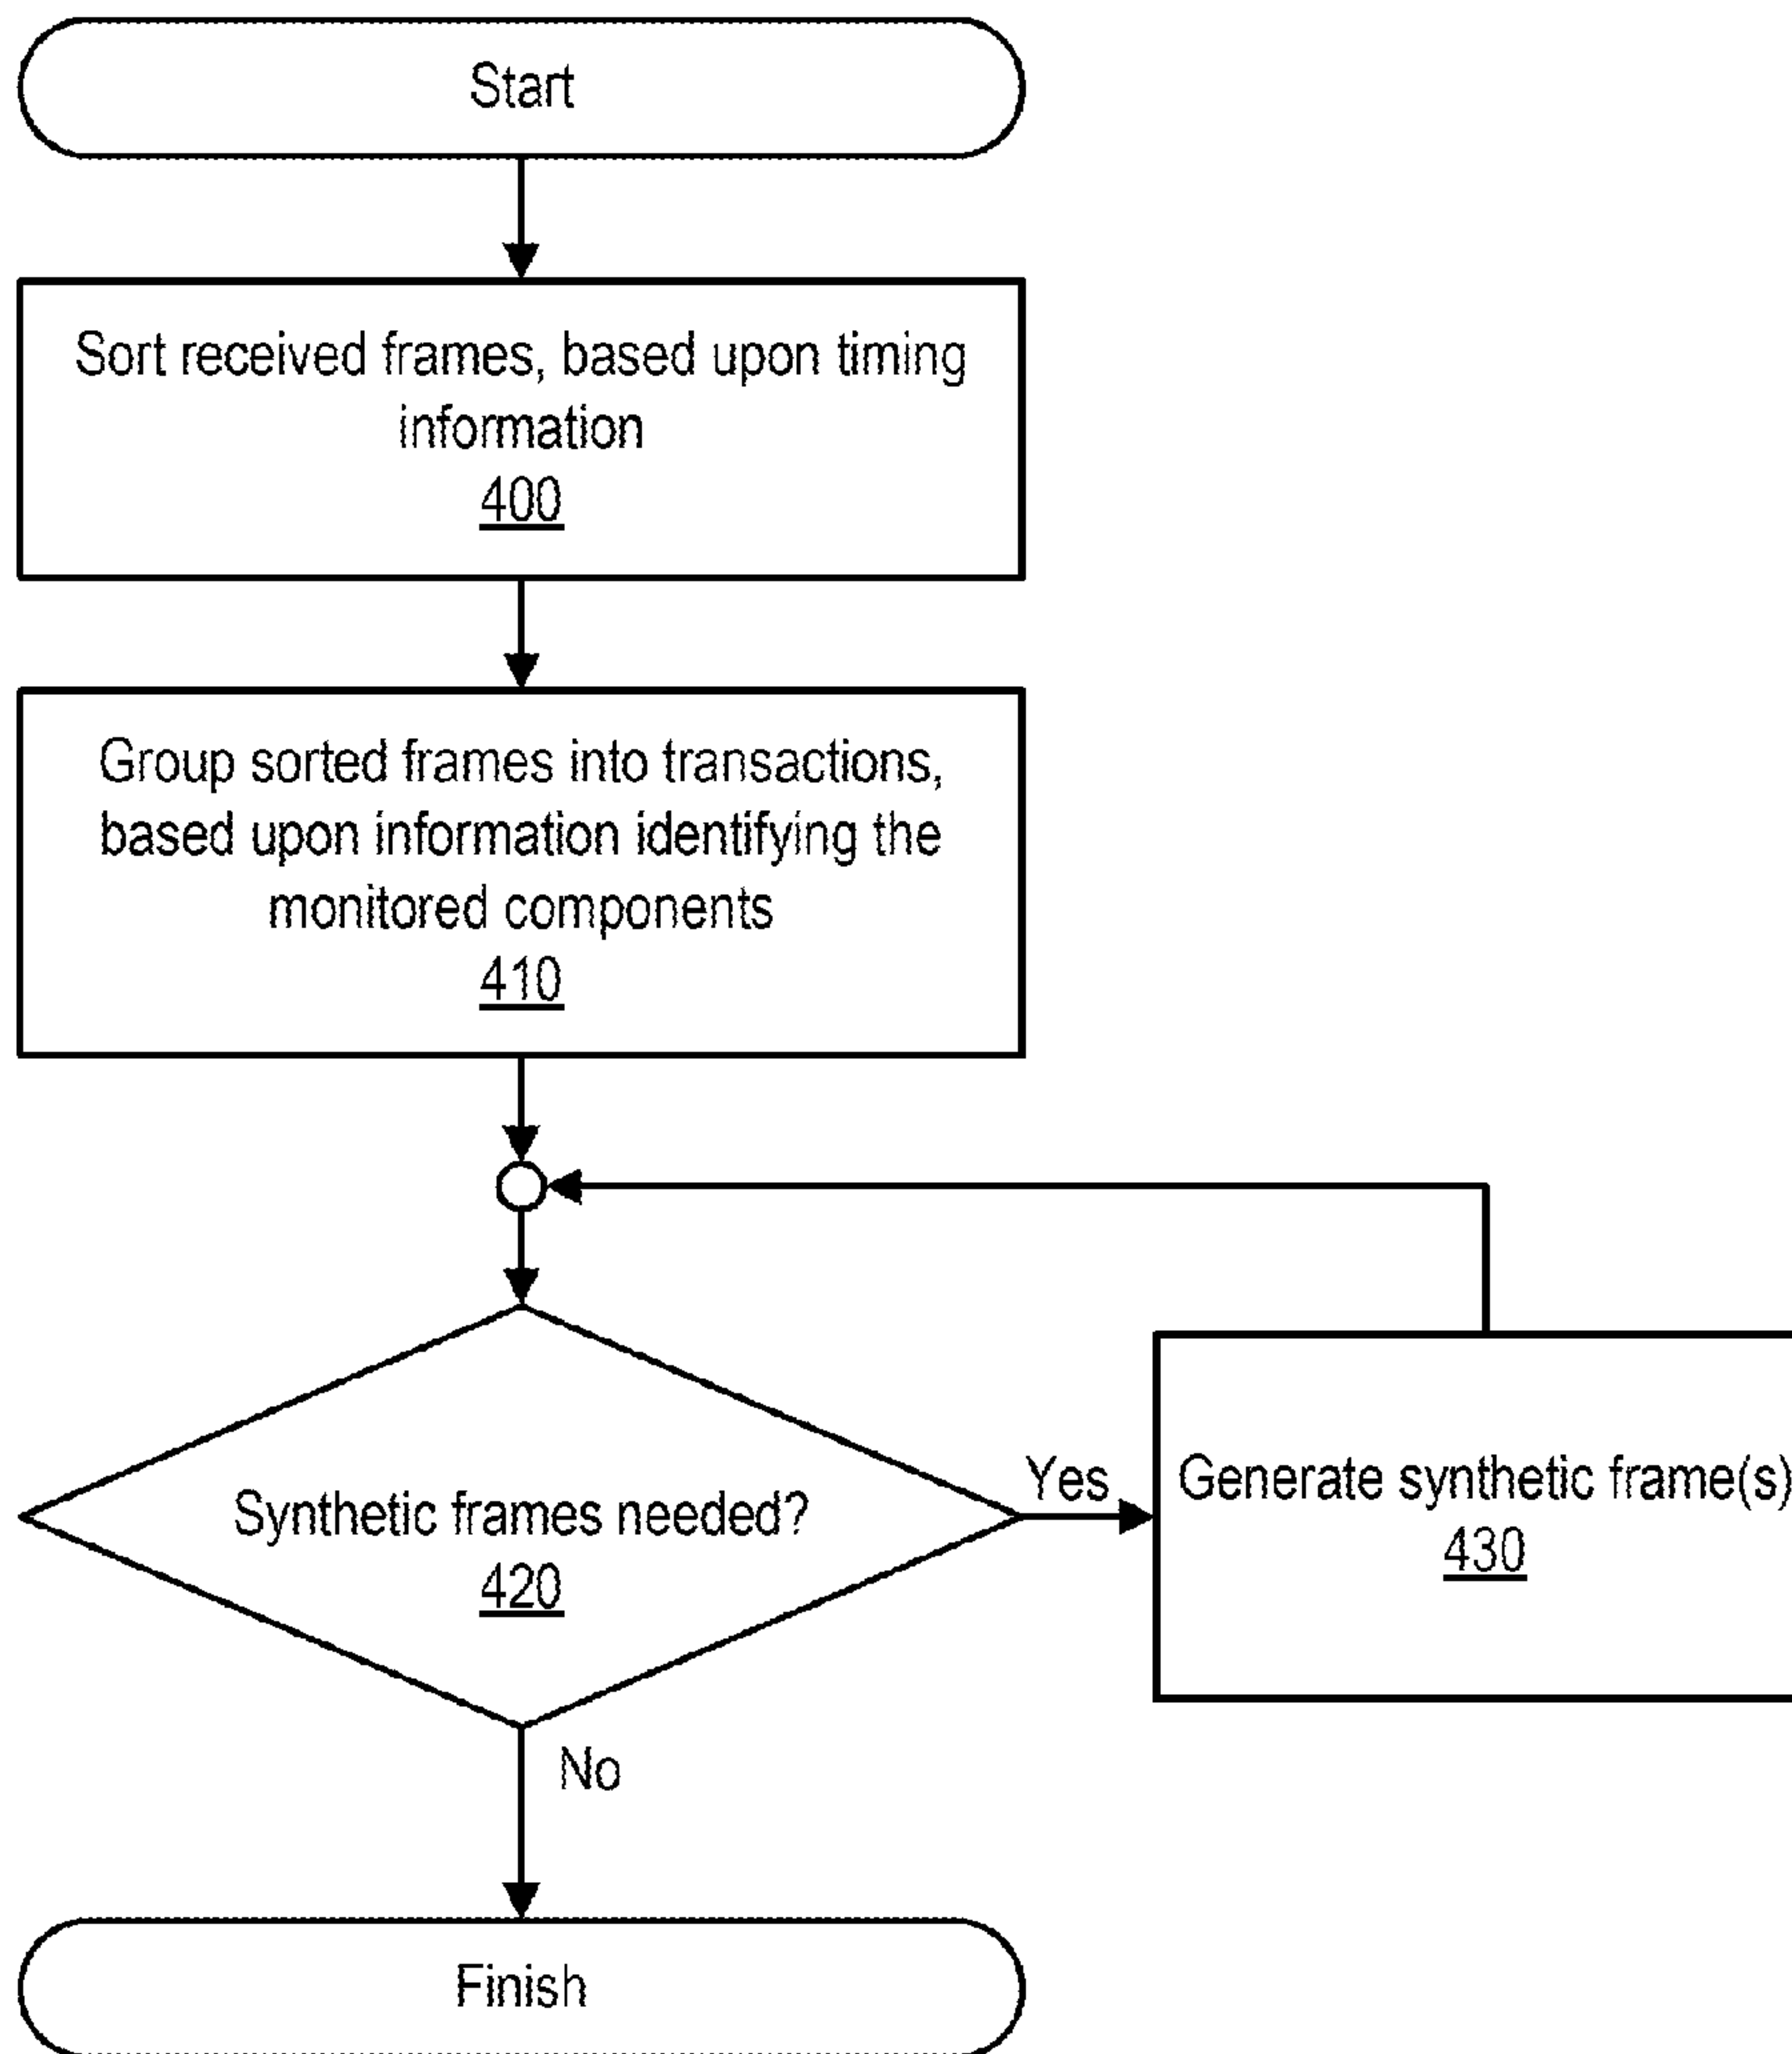 Start
Sort received frames, based upon timing
information
400
Group sorted frames into transactions,
based upon information identifying the
monitored components
410
Synthetic frames needed?
420
Yes
Generate synthetic frame(s)
430
No
Finish